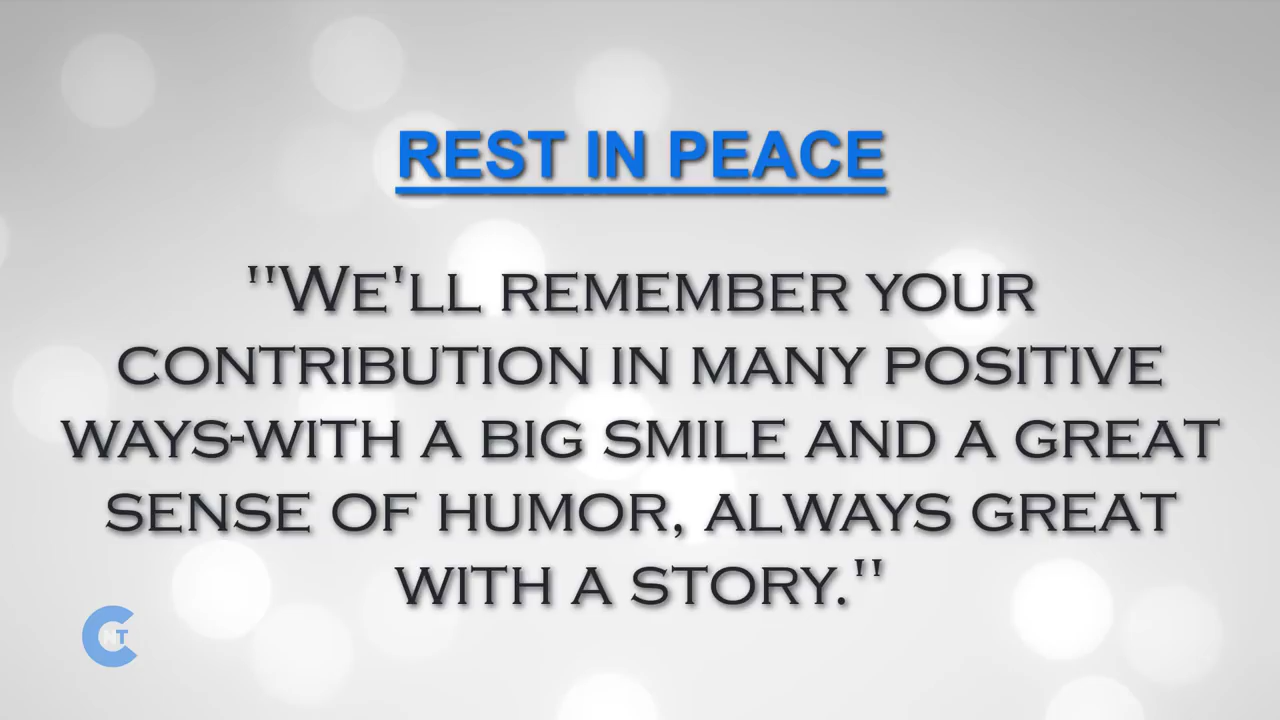 REST IN PEACE
"WE'LL REMEMBER YOUR
CONTRIBUTION IN MANY POSITIVE
WAYS-WITH A BIG SMILE AND A GREAT
SENSE OF HUMOR, ALWAYS GREAT
WITH A STORY."
CNT